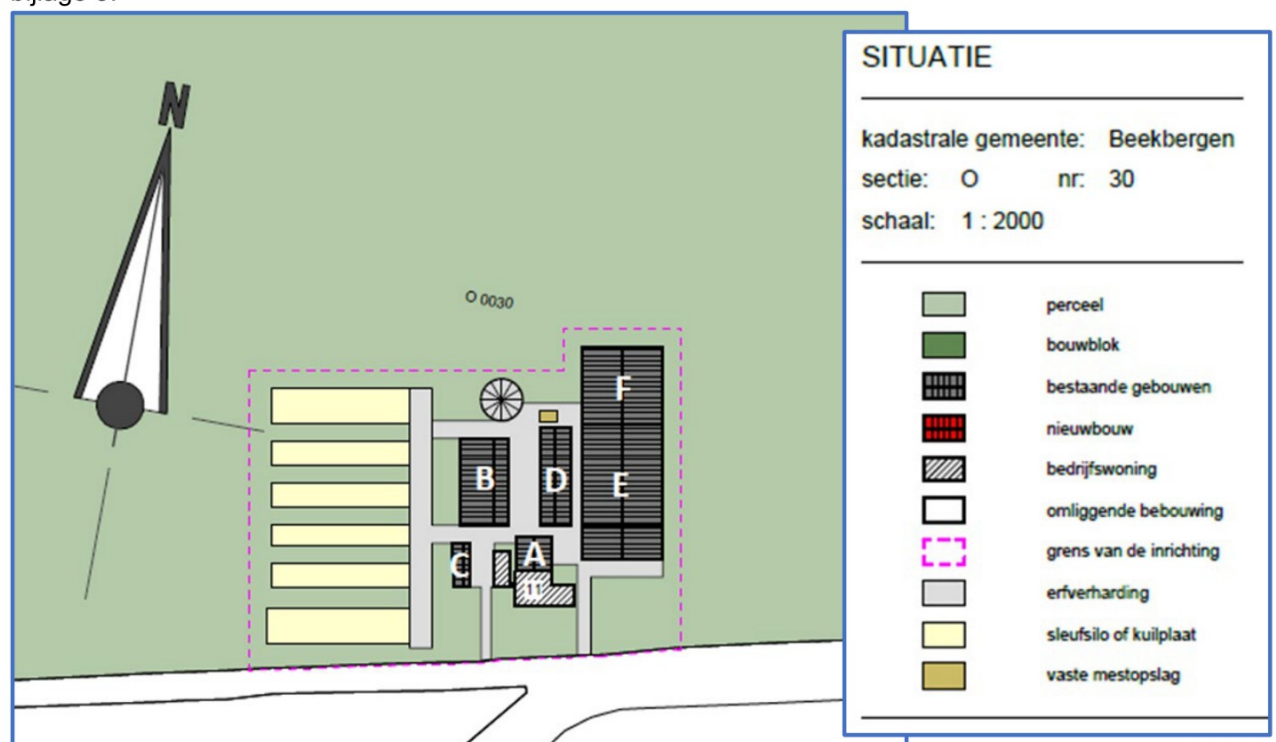 N
O 0030
F
B
D
E
A
C
11
SITUATIE
kadastrale gemeente: Beekbergen
sectie: O nr: 30
schaal: 1 : 2000
perceel
bouwblok
bestaande gebouwen
nieuwbouw
bedrijfswoning
omliggende bebouwing
grens van de inrichting
erfverharding
sleufsilo of kuilplaat
vaste mestopslag